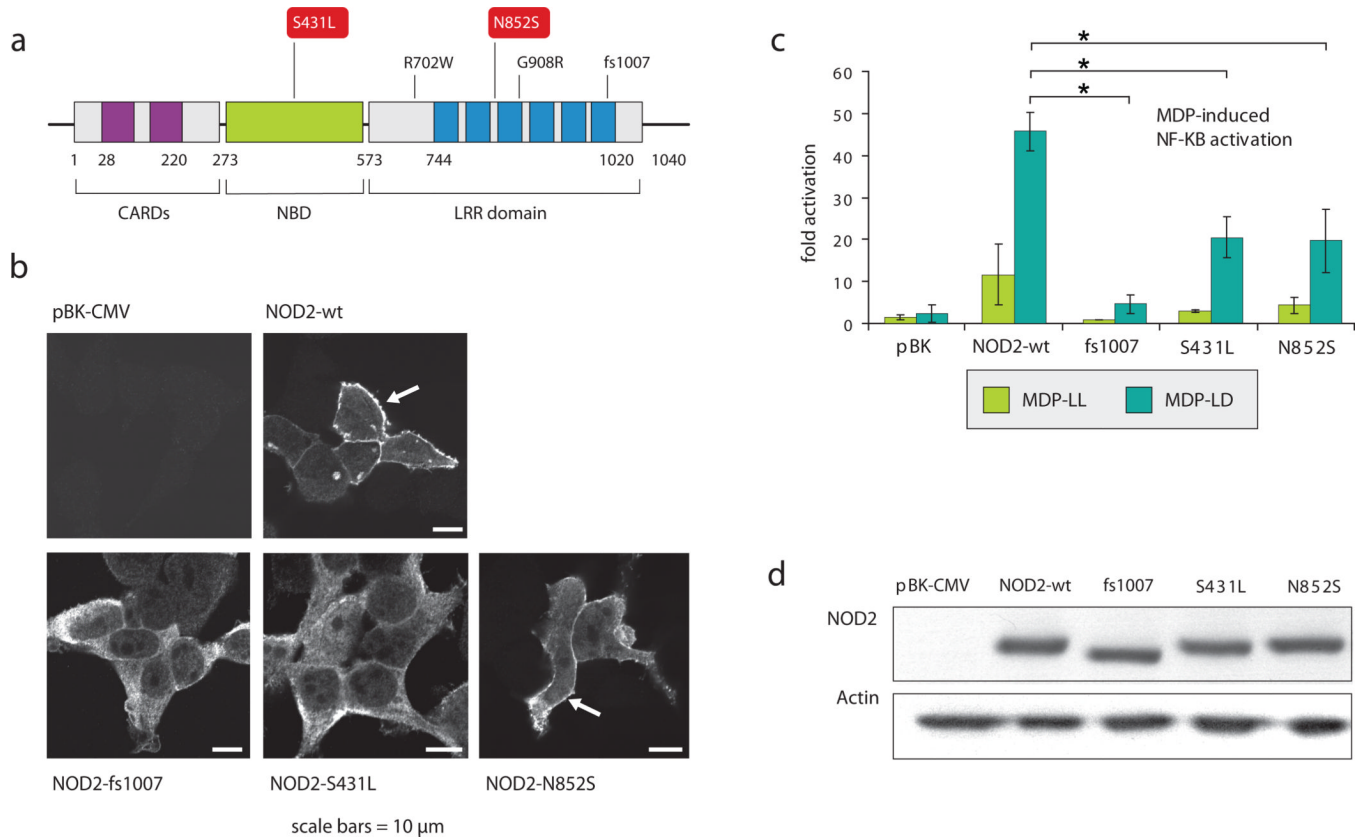 a
S431L
N852S
R702W
G908R
fs1007
1 28 220 273 573 744 1020 1040
CARDs
NBD
LRR domain
b
pBK-CMV
NOD2-wt
NOD2-fs1007
NOD2-S431L
NOD2-N852S
scale bars = 10 µm
c
*
*
*
60
50
40
30
20
10
0
fold activation
MDP-induced
NF-KB activation
pBK
NOD2-wt
fs1007
S431L
N852S
MDP-LL
MDP-LD
d
pBK-CMV
NOD2-wt
fs1007
S431L
N852S
NOD2
Actin